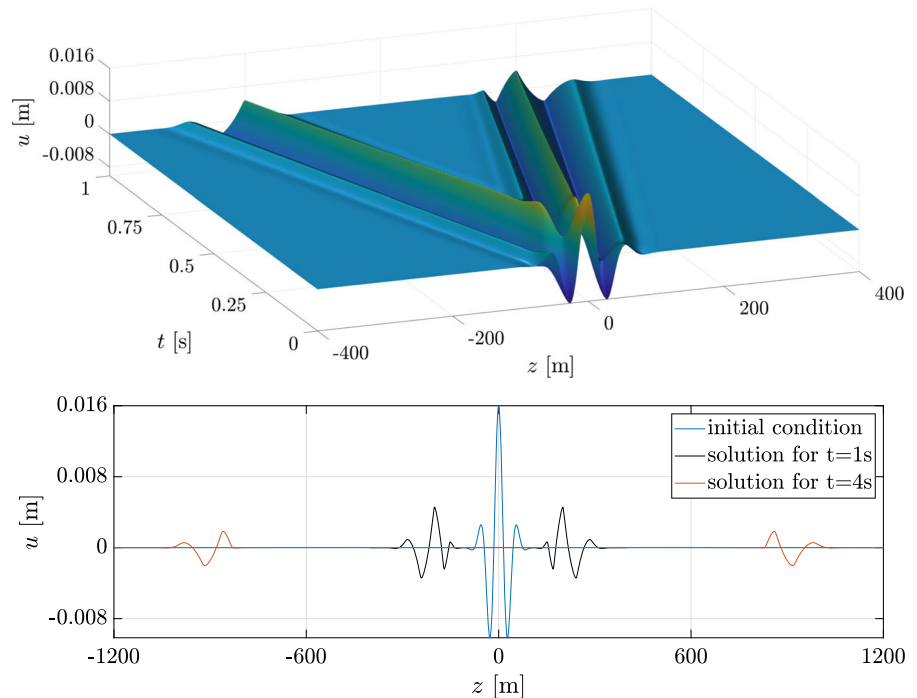 0.016
0.008
0
-0.008
u [m]
1
0.75
0.5
0.25
0
t [s]
-400
-200
0
200
400
z [m]
0.016
0.008
0
-0.008
u [m]
initial condition
solution for t=1s
solution for t=4s
-1200
-600
0
600
1200
z [m]